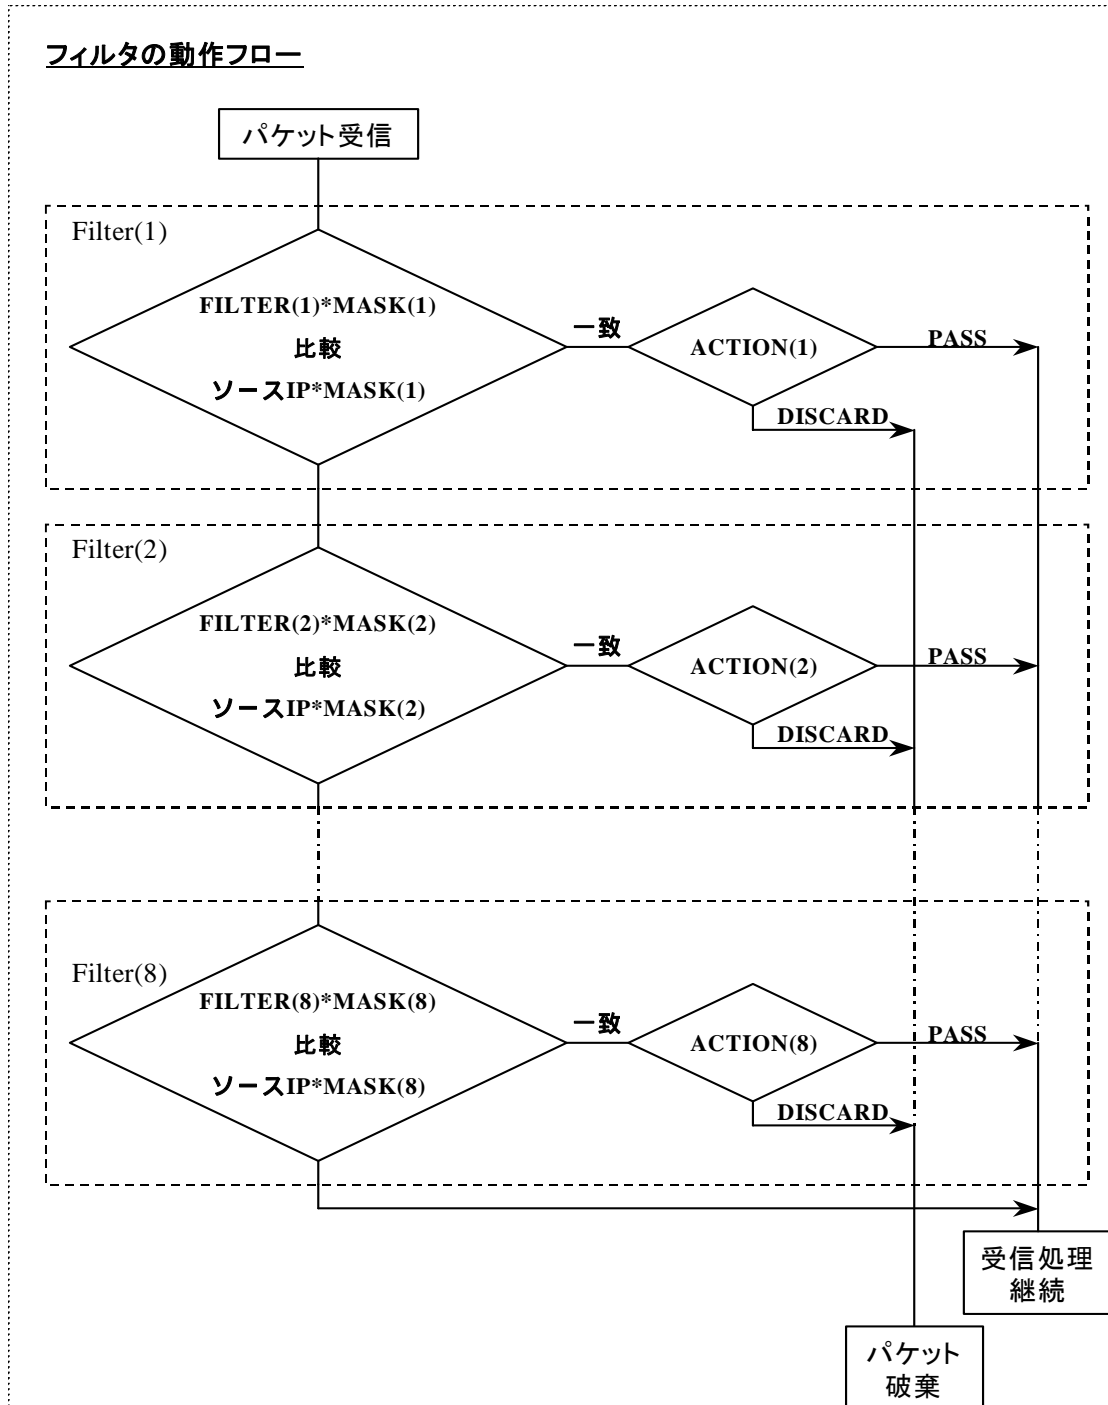 フィルタの動作フロー
パケット受信
Filter(1)
FILTER(1)*MASK(1)
比較
ソースIP*MASK(1)
一致
ACTION(1)
PASS
DISCARD
Filter(2)
FILTER(2)*MASK(2)
比較
ソースIP*MASK(2)
一致
ACTION(2)
PASS
DISCARD
Filter(8)
FILTER(8)*MASK(8)
比較
ソースIP*MASK(8)
一致
ACTION(8)
PASS
DISCARD
受信処理
継続
パケット
破棄